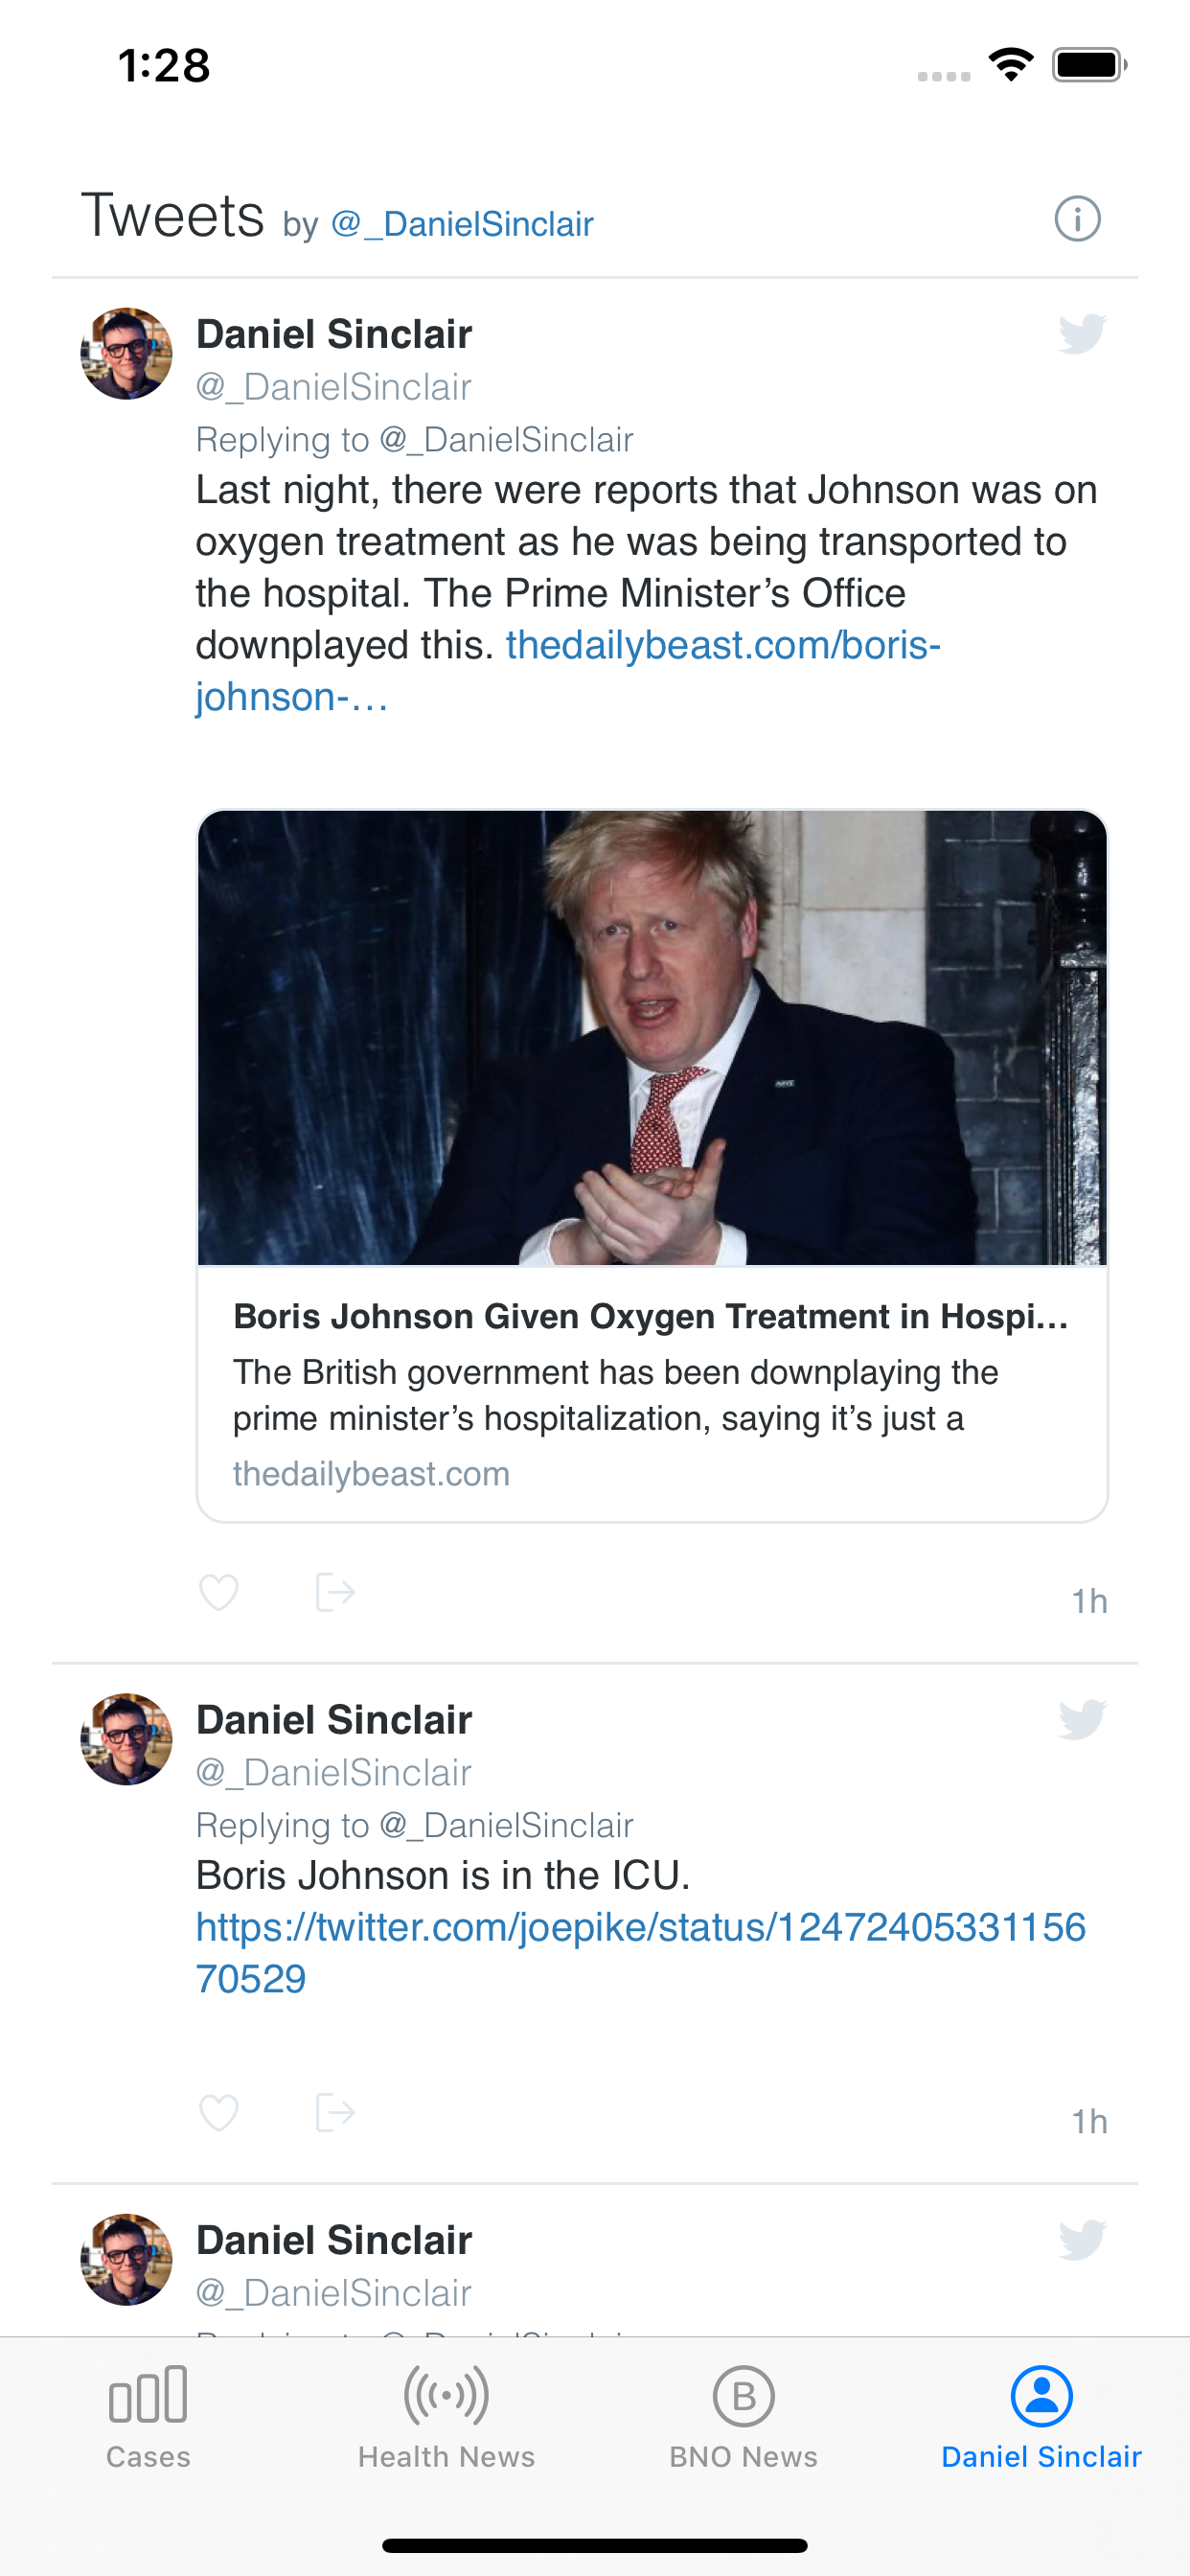 1:28
Tweets by @_DanielSinclair
Daniel Sinclair
@_DanielSinclair
Replying to @_DanielSinclair
Last night, there were reports that Johnson was on
oxygen treatment as he was being transported to
the hospital. The Prime Minister’s Office
downplayed this. thedailybeast.com/boris-
johnson-…
NHS
Boris Johnson Given Oxygen Treatment in Hospi…
The British government has been downplaying the
prime minister’s hospitalization, saying it’s just a
thedailybeast.com
1h
Daniel Sinclair
@_DanielSinclair
Replying to @_DanielSinclair
Boris Johnson is in the ICU.
https://twitter.com/joepike/status/12472405331156
70529
1h
Daniel Sinclair
@_DanielSinclair
Cases
Health News
B
BNO News
Daniel Sinclair